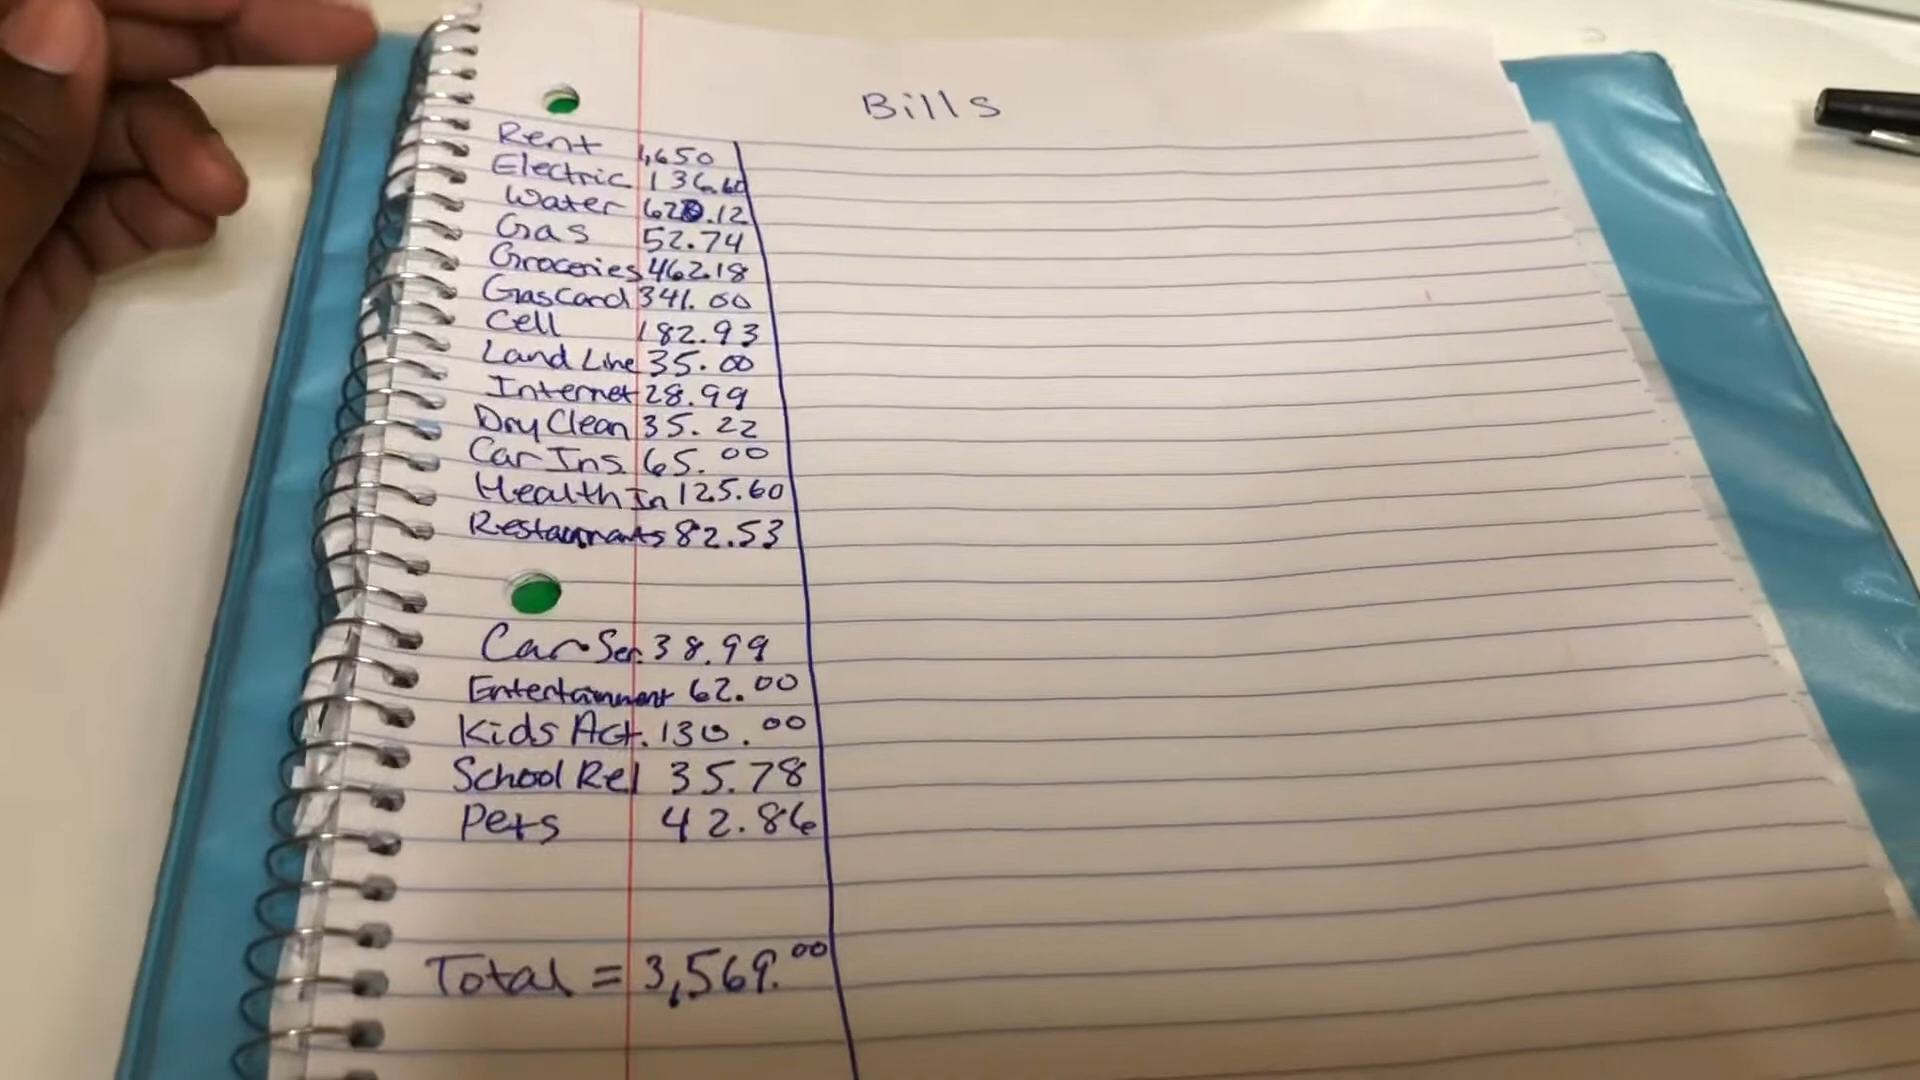 Bills
Rent 1,650
Electric 136.60
Water 620.12
Gas 52.74
Groceries 462.18
Gas Card 341.00
Cell 182.93
Land Line 35.00
Internet 28.99
Dry Clean 35.22
Car Ins. 65.00
Health In 125.60
Restaurants 82.53
Car Ser. 38.99
Entertainment 62.00
Kids Act. 130.00
School Rel 35.78
Pets 42.86
Total = 3,569.00